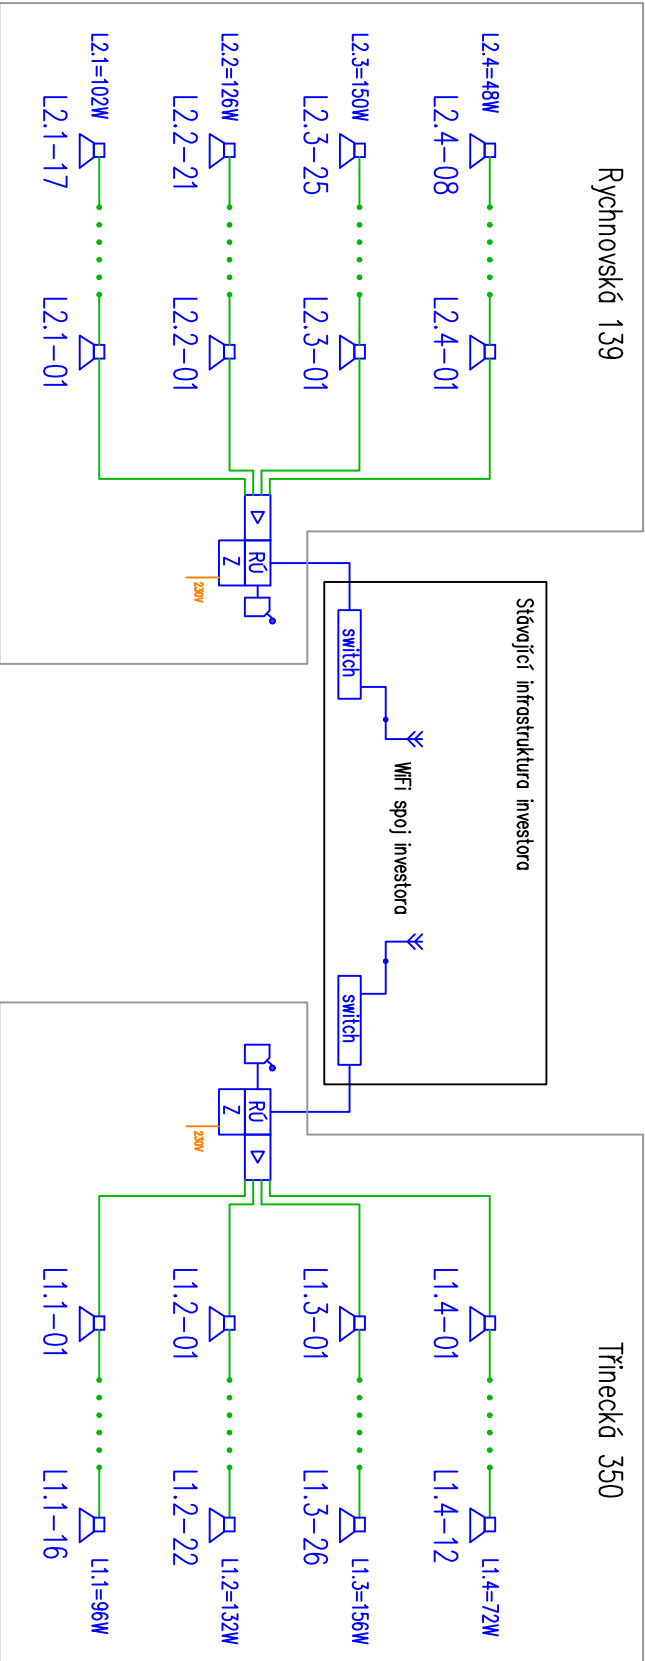 Rychnovská 139
Třinecká 350
Stávající infrastruktura investora
L2.4=48W
L2.4-08
L2.4-01
L1.4-01
L1.4-12
L1.4=72W
WiFi spoj investora
switch
switch
L2.3=150W
L2.3-25
L2.3-01
L1.3-01
L1.3-26
L1.3=156W
RÚ
Z
230V
RÚ
Z
230V
L2.2=126W
L2.2-21
L2.2-01
L1.2-01
L1.2-22
L1.2=132W
L2.1=102W
L2.1-17
L2.1-01
L1.1-01
L1.1-16
L1.1=96W